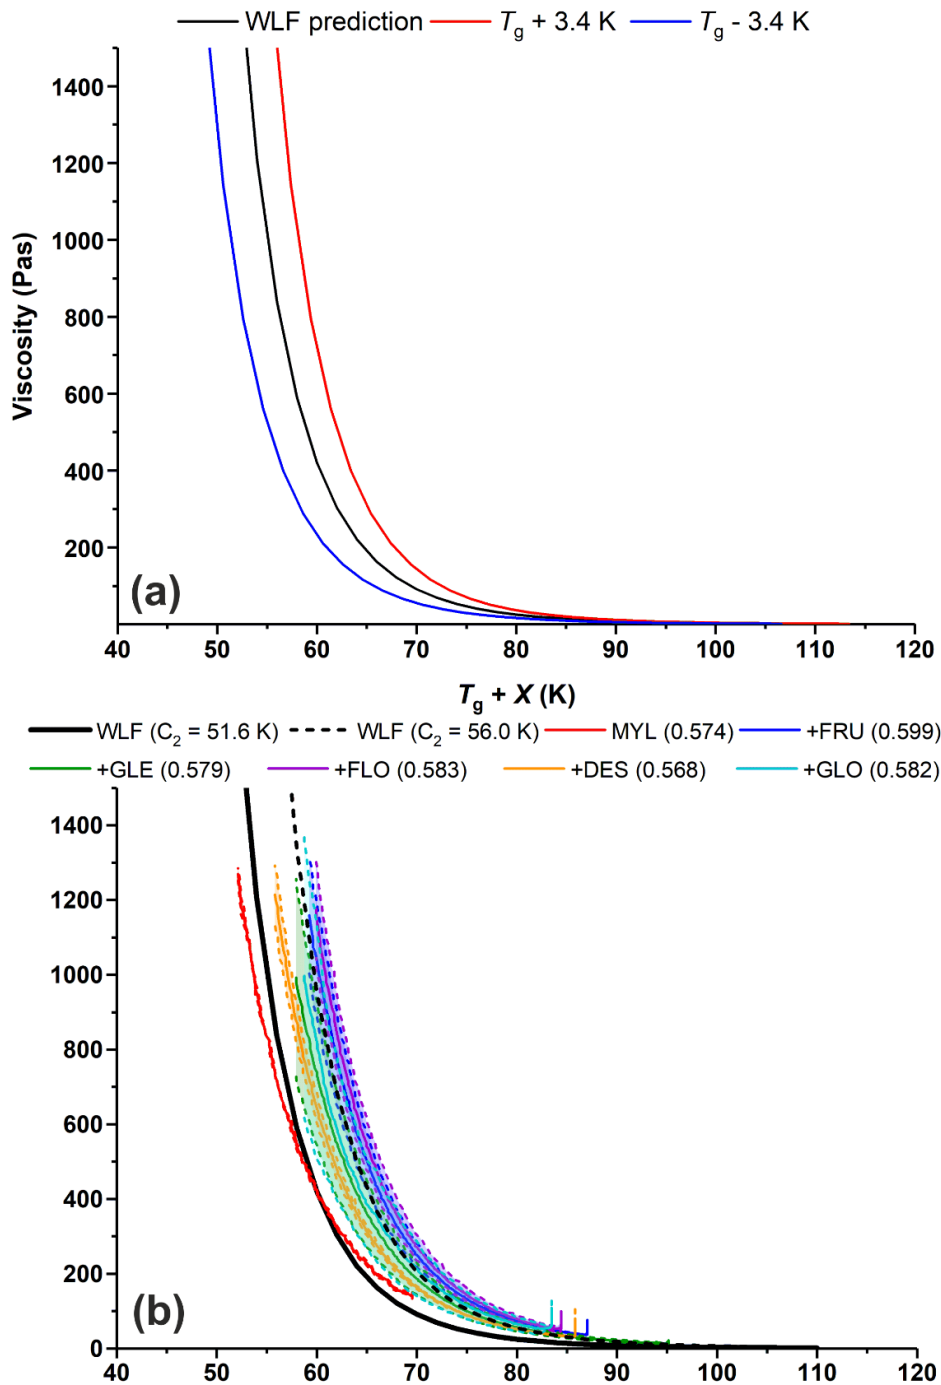 WLF prediction T_g + 3.4 K T_g - 3.4 K
1400
1200
1000
800
600
400
200
Viscosity (Pas)
(a)
40 50 60 70 80 90 100 110 120
T_g + X (K)
WLF (C₂ = 51.6 K) WLF (C₂ = 56.0 K) MYL (0.574) +FRU (0.599)
+GLE (0.579) +FLO (0.583) +DES (0.568) +GLO (0.582)
1400
1200
1000
800
600
400
200
0
(b)
40 50 60 70 80 90 100 110 120